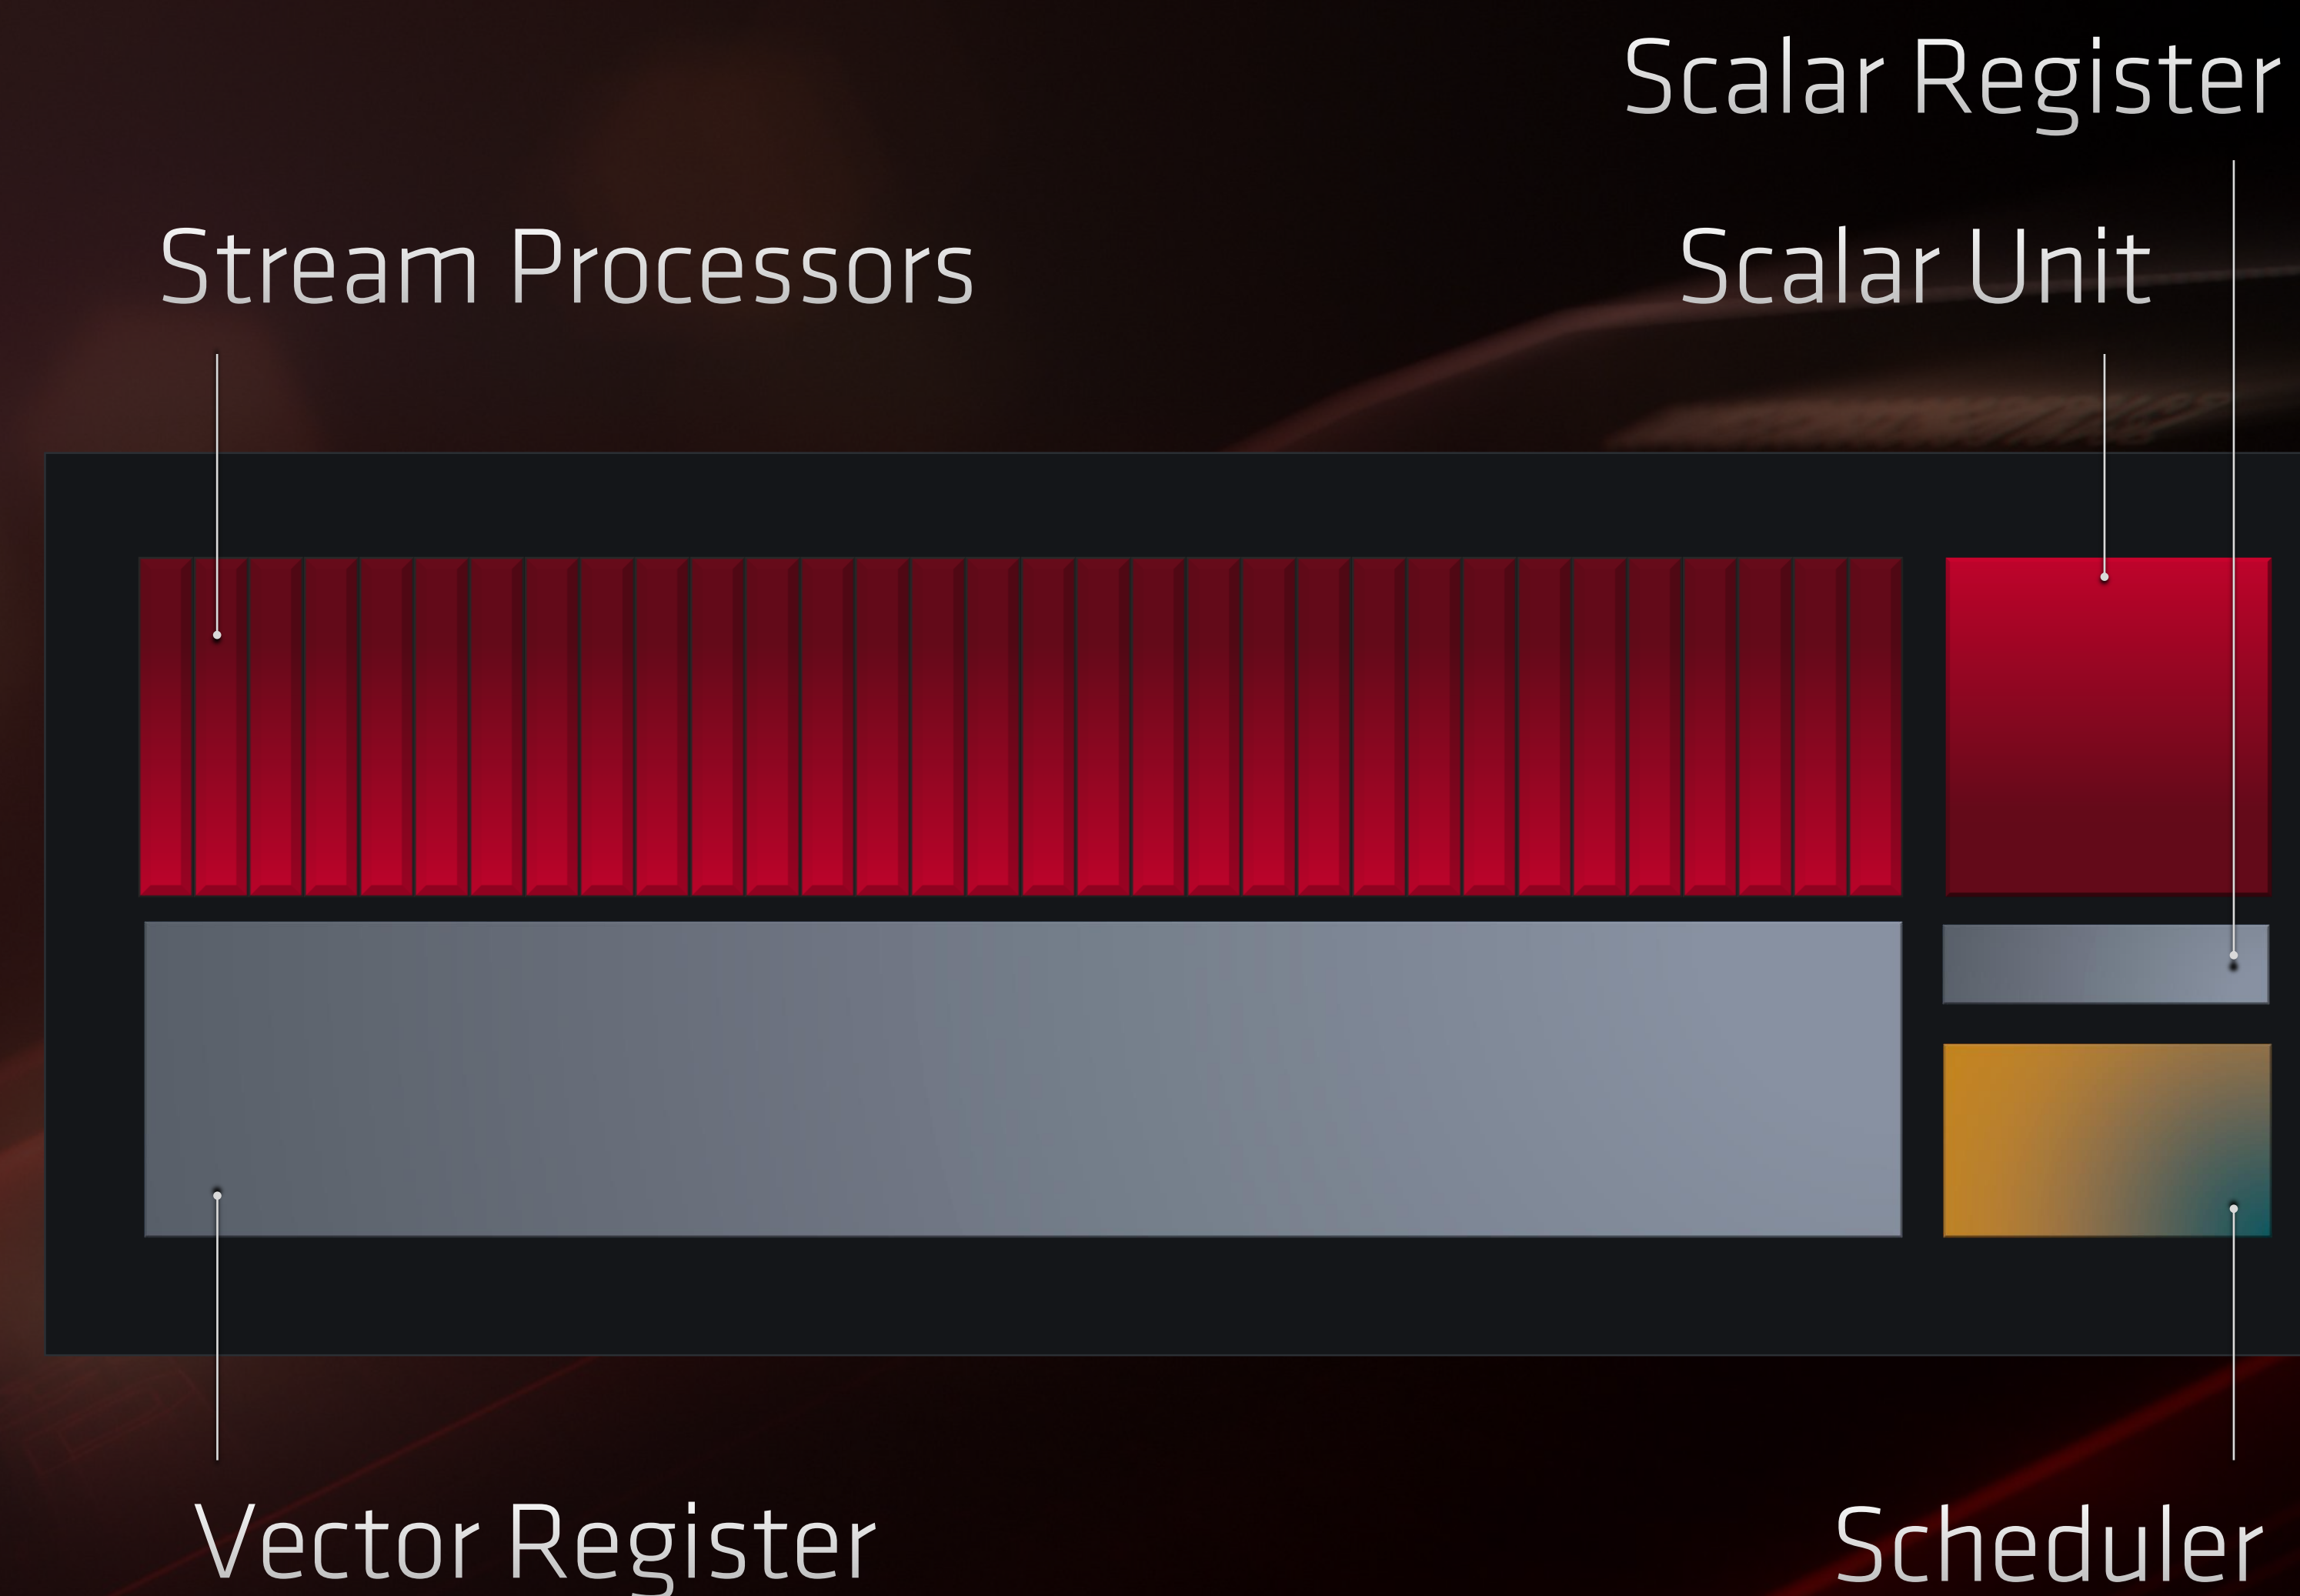 Scalar Register
Stream Processors
Scalar Unit
Vector Register
Scheduler